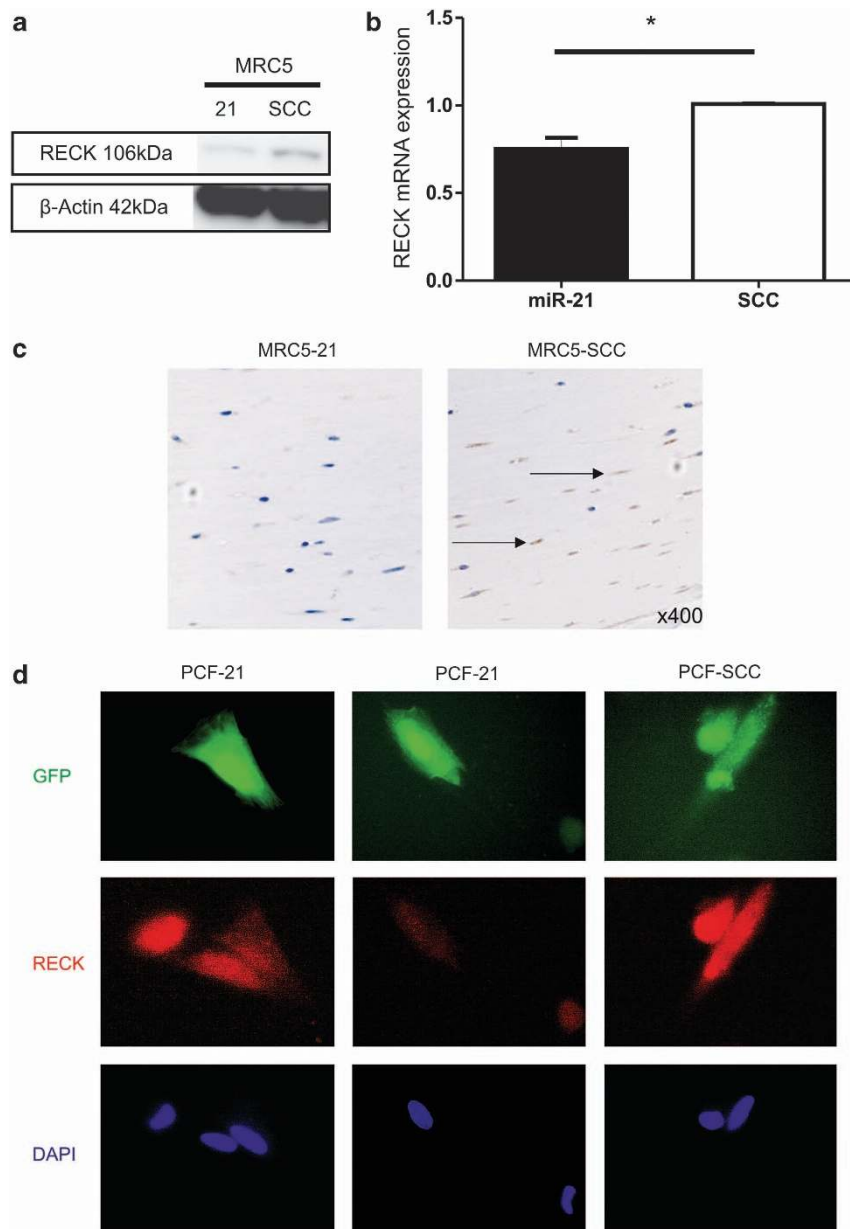 a
MRC5
21 SCC
RECK 106kDa
β-Actin 42kDa
b
*
RECK mRNA expression
1.5
1.0
0.5
0.0
miR-21 SCC
c
MRC5-21 MRC5-SCC
x400
d
PCF-21 PCF-21 PCF-SCC
GFP
RECK
DAPI